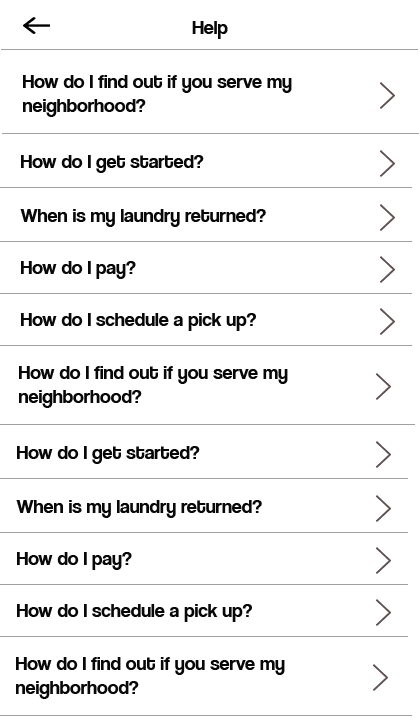 Help
How do I find out if you serve my
neighborhood?
How do I get started?
When is my laundry returned?
How do I pay?
How do I schedule a pick up?
How do I find out if you serve my
neighborhood?
How do I get started?
When is my laundry returned?
How do I pay?
How do I schedule a pick up?
How do I find out if you serve my
neighborhood?